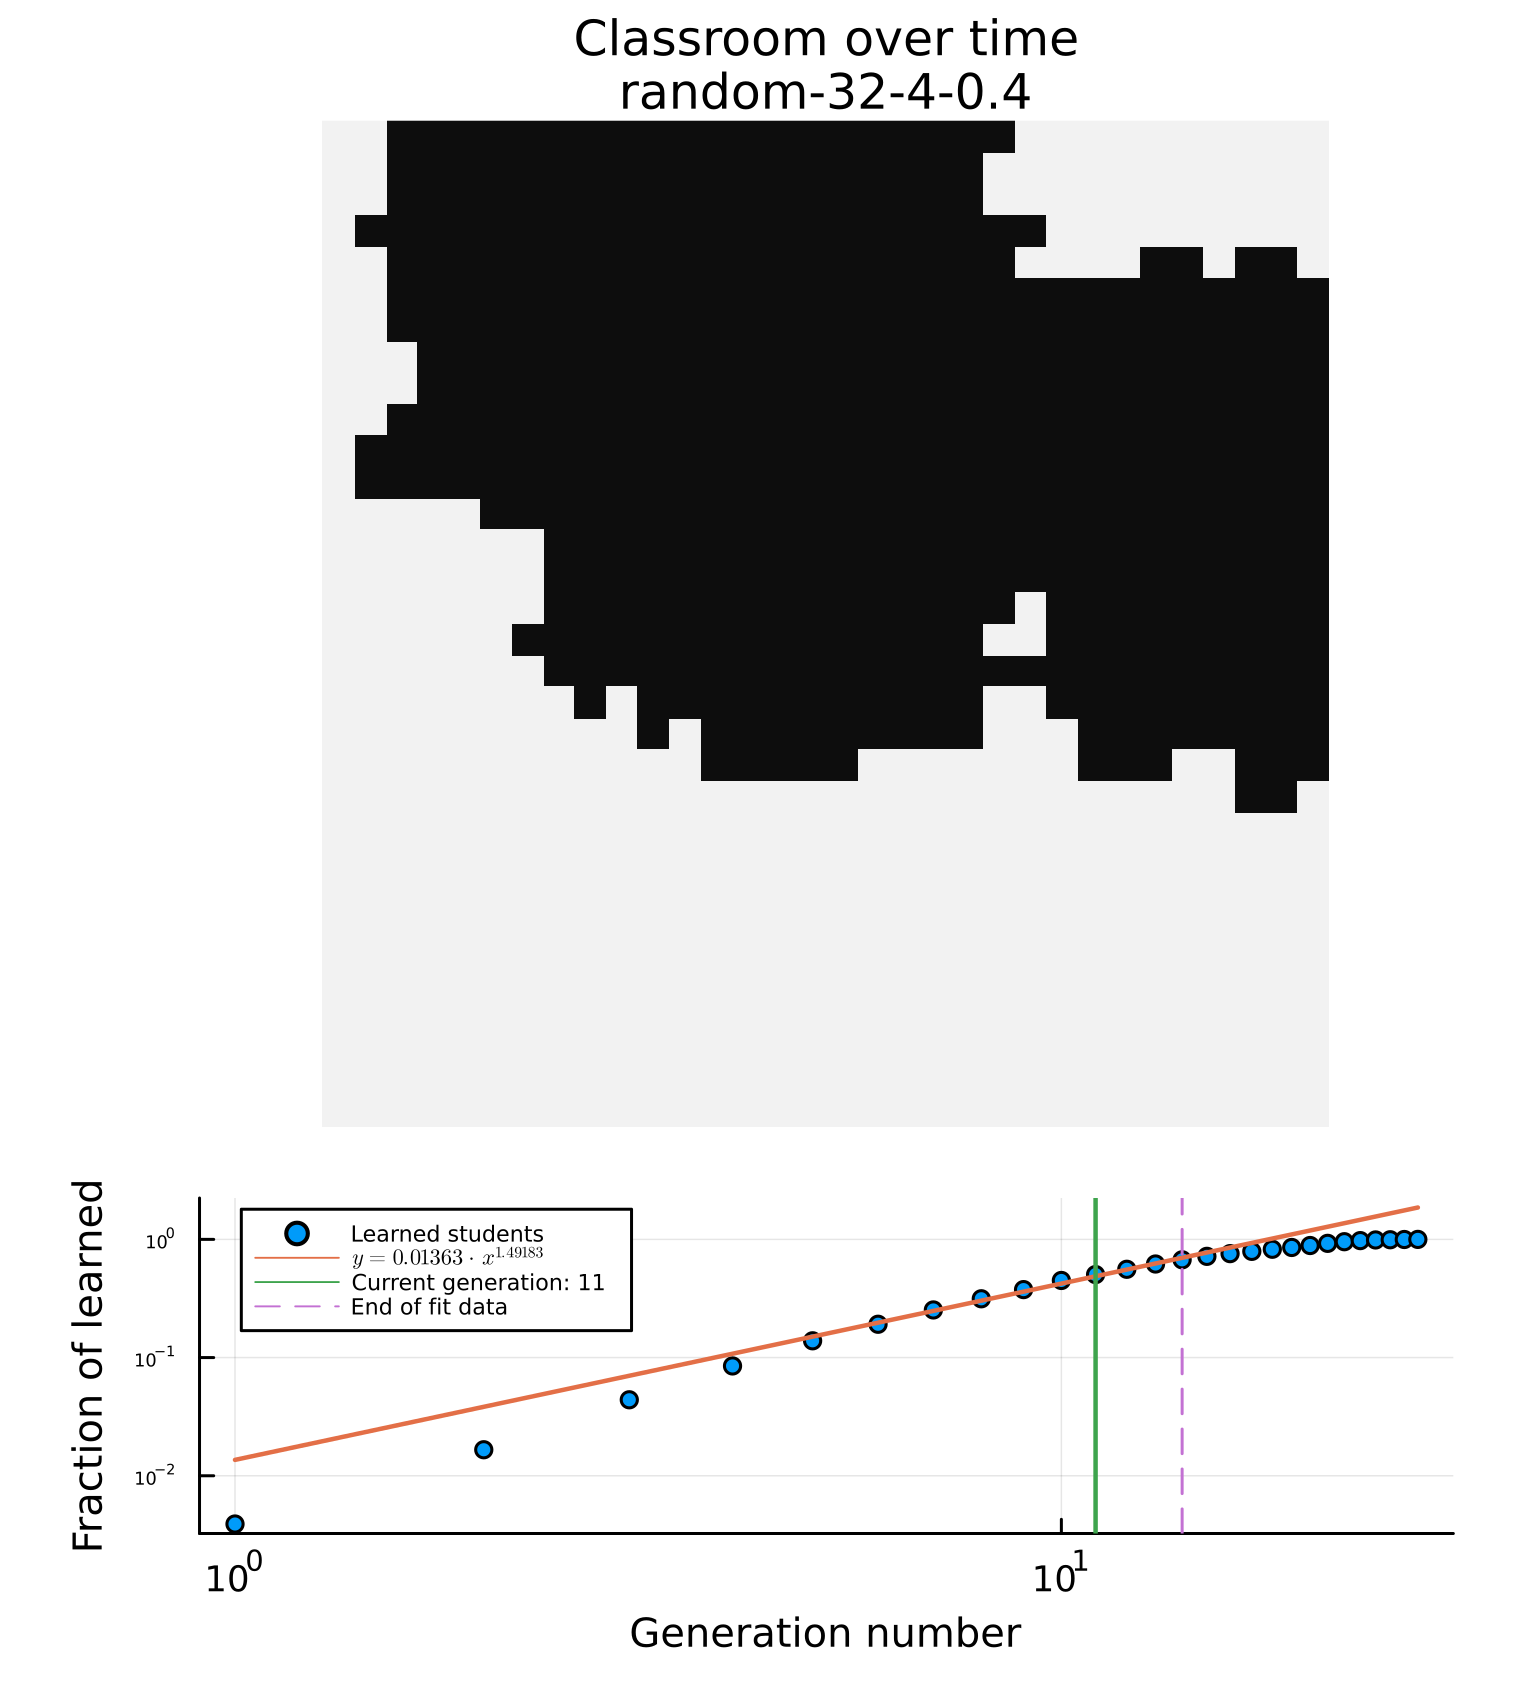 Classroom over time
random-32-4-0.4
Fraction of learned
10^0
10^-1
10^-2
Learned students
y = 0.01363 · x^1.49183
Current generation: 11
End of fit data
10^0
10^1
Generation number